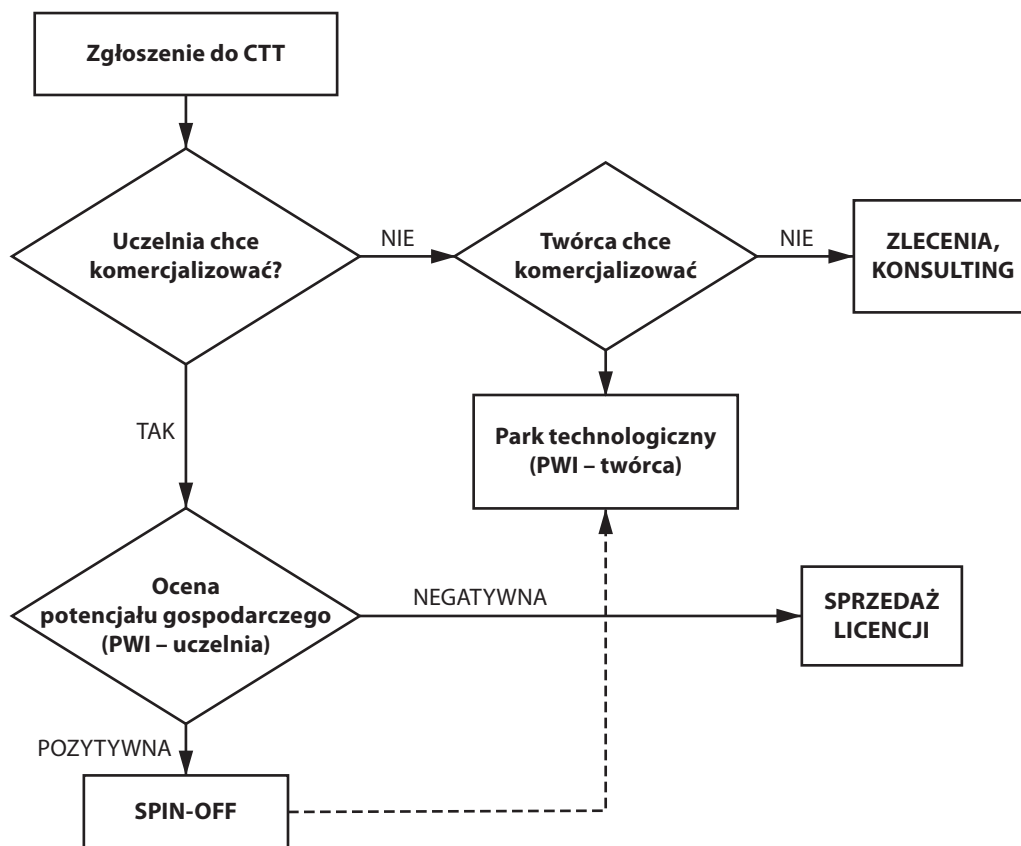 Zgłoszenie do CTT
Uczelnia chce
komercjalizować?
NIE
Twórca chce
komercjalizować
NIE
ZLECENIA,
KONSULTING
TAK
Park technologiczny
(PWI – twórca)
Ocena
potencjału gospodarczego
(PWI – uczelnia)
NEGATYWNA
SPRZEDAŻ
LICENCJI
POZYTYWNA
SPIN-OFF